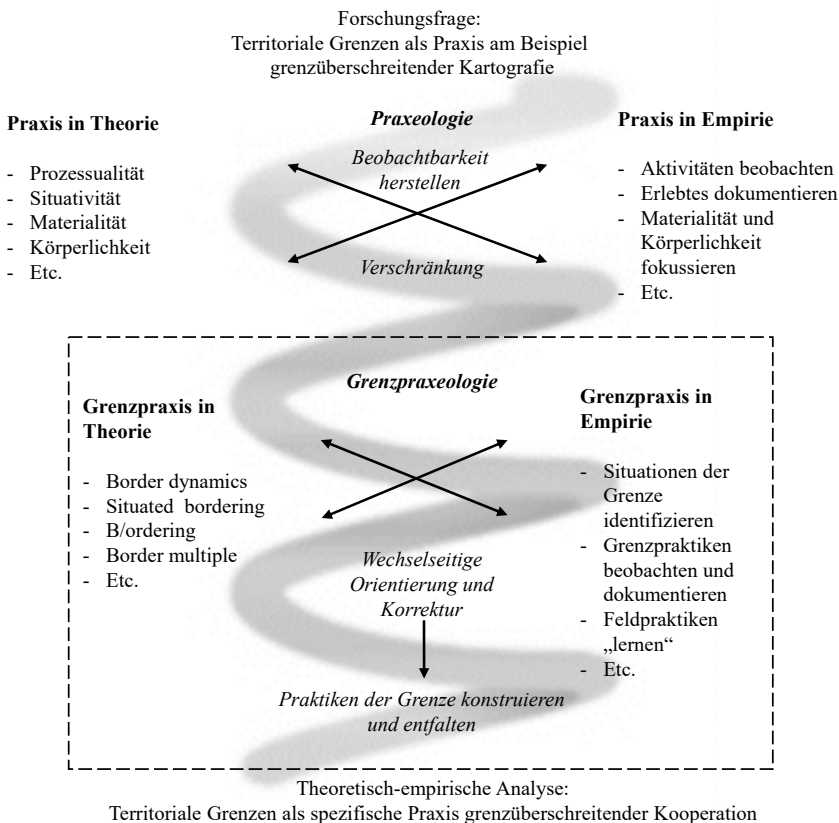 Forschungsfrage:
Territoriale Grenzen als Praxis am Beispiel
grenzüberschreitender Kartografie
Praxis in Theorie
- Prozessualität
- Situativität
- Materialität
- Körperlichkeit
- Etc.
Praxeologie
Beobachtbarkeit
herstellen
Verschränkung
Praxis in Empirie
- Aktivitäten beobachten
- Erlebtes dokumentieren
- Materialität und
Körperlichkeit
fokussieren
- Etc.
Grenzpraxeologie
Grenzpraxis in
Theorie
- Border dynamics
- Situated bordering
- B/ordering
- Border multiple
- Etc.
Wechselseitige
Orientierung und
Korrektur
Grenzpraxis in
Empirie
- Situationen der
Grenze
identifizieren
- Grenzpraktiken
beobachten und
dokumentieren
- Feldpraktiken
„lernen“
- Etc.
Praktiken der Grenze konstruieren
und entfalten
Theoretisch-empirische Analyse:
Territoriale Grenzen als spezifische Praxis grenzüberschreitender Kooperation